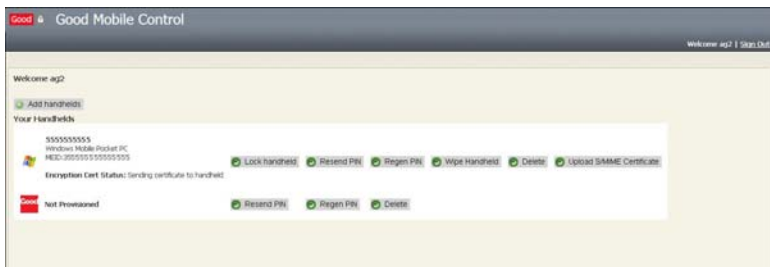 Good Good Mobile Control
Welcome ag2 | Sign Out
Welcome ag2
Add handhelds
Your Handhelds
5555555555
Windows Mobile Pocket PC
Lock handheld Resend PIN Regen PIN Wipe Handheld Delete Upload S/MIME Certificate
Encryption Cert Status: Sending certificate to handheld
Good Not Provisioned Resend PIN Regen PIN Delete